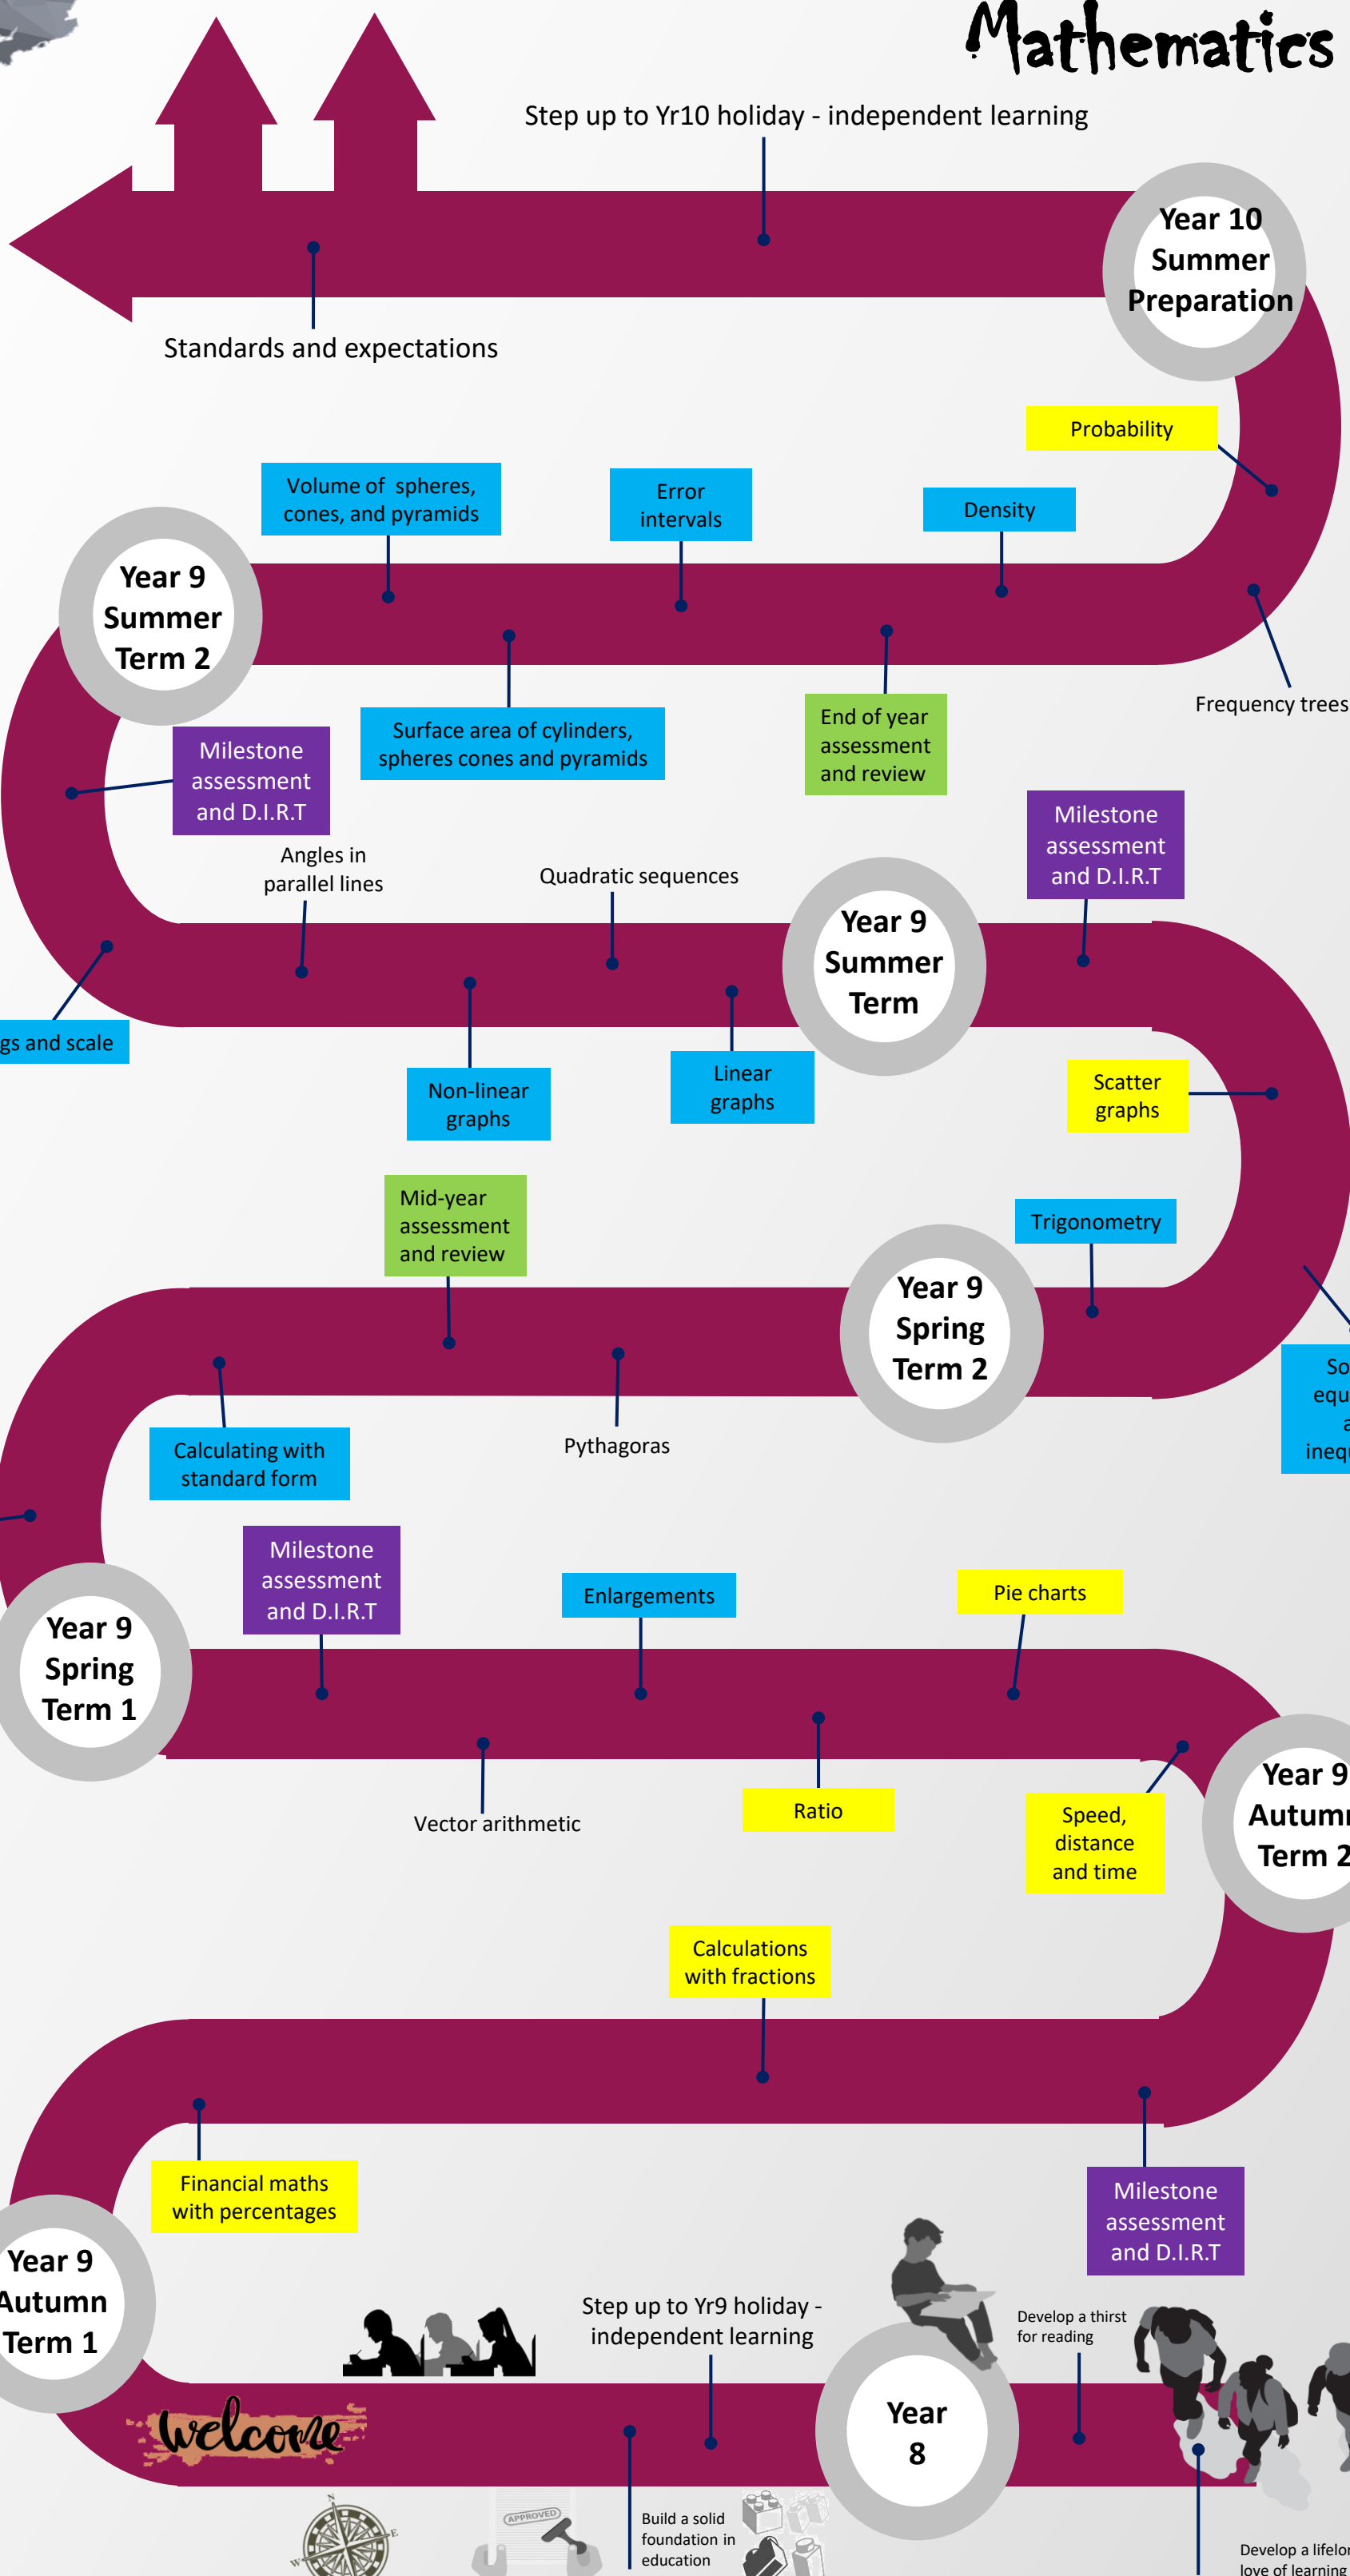 Mathematics
Step up to Yr10 holiday - independent learning
Year 10
Summer
Preparation
Standards and expectations
Probability
Volume of spheres,
cones, and pyramids
Error
intervals
Density
Year 9
Summer
Term 2
Frequency trees
Surface area of cylinders,
spheres cones and pyramids
End of year
assessment
and review
Milestone
assessment
and D.I.R.T
Milestone
assessment
and D.I.R.T
Angles in
parallel lines
Quadratic sequences
Year 9
Summer
Term
and scale
Non-linear
graphs
Linear
graphs
Scatter
graphs
Mid-year
assessment
and review
Trigonometry
Year 9
Spring
Term 2
Calculating with
standard form
Pythagoras
Milestone
assessment
and D.I.R.T
Enlargements
Pie charts
Year 9
Spring
Term 1
Vector arithmetic
Ratio
Speed,
distance
and time
Year 9
Term 2
Calculations
with fractions
Financial maths
with percentages
Milestone
assessment
and D.I.R.T
Year 9
Autumn
Term 1
Step up to Yr9 holiday -
independent learning
Develop a thirst
for reading
welcome
Year
8
N
E
W
APPROVED
Build a solid
foundation in
education
Develop a
love of learning